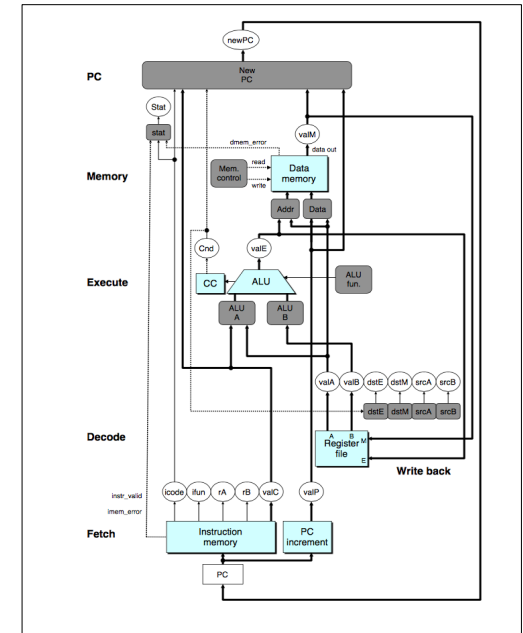 newPC
PC
New
PC
Stat
stat
dmem_error
valM
data out
Memory
Mem.
control
read
write
Data
memory
Addr
Data
Cnd
valE
Execute
CC
ALU
ALU
fun.
ALU
A
ALU
B
valA
valB
dstE
dstM
srcA
srcB
dstE
dstM
srcA
srcB
Decode
A
B
M
Register
file
E
Write back
instr_valid
icode
ifun
rA
rB
valC
valP
imem_error
Fetch
Instruction
memory
PC
increment
PC